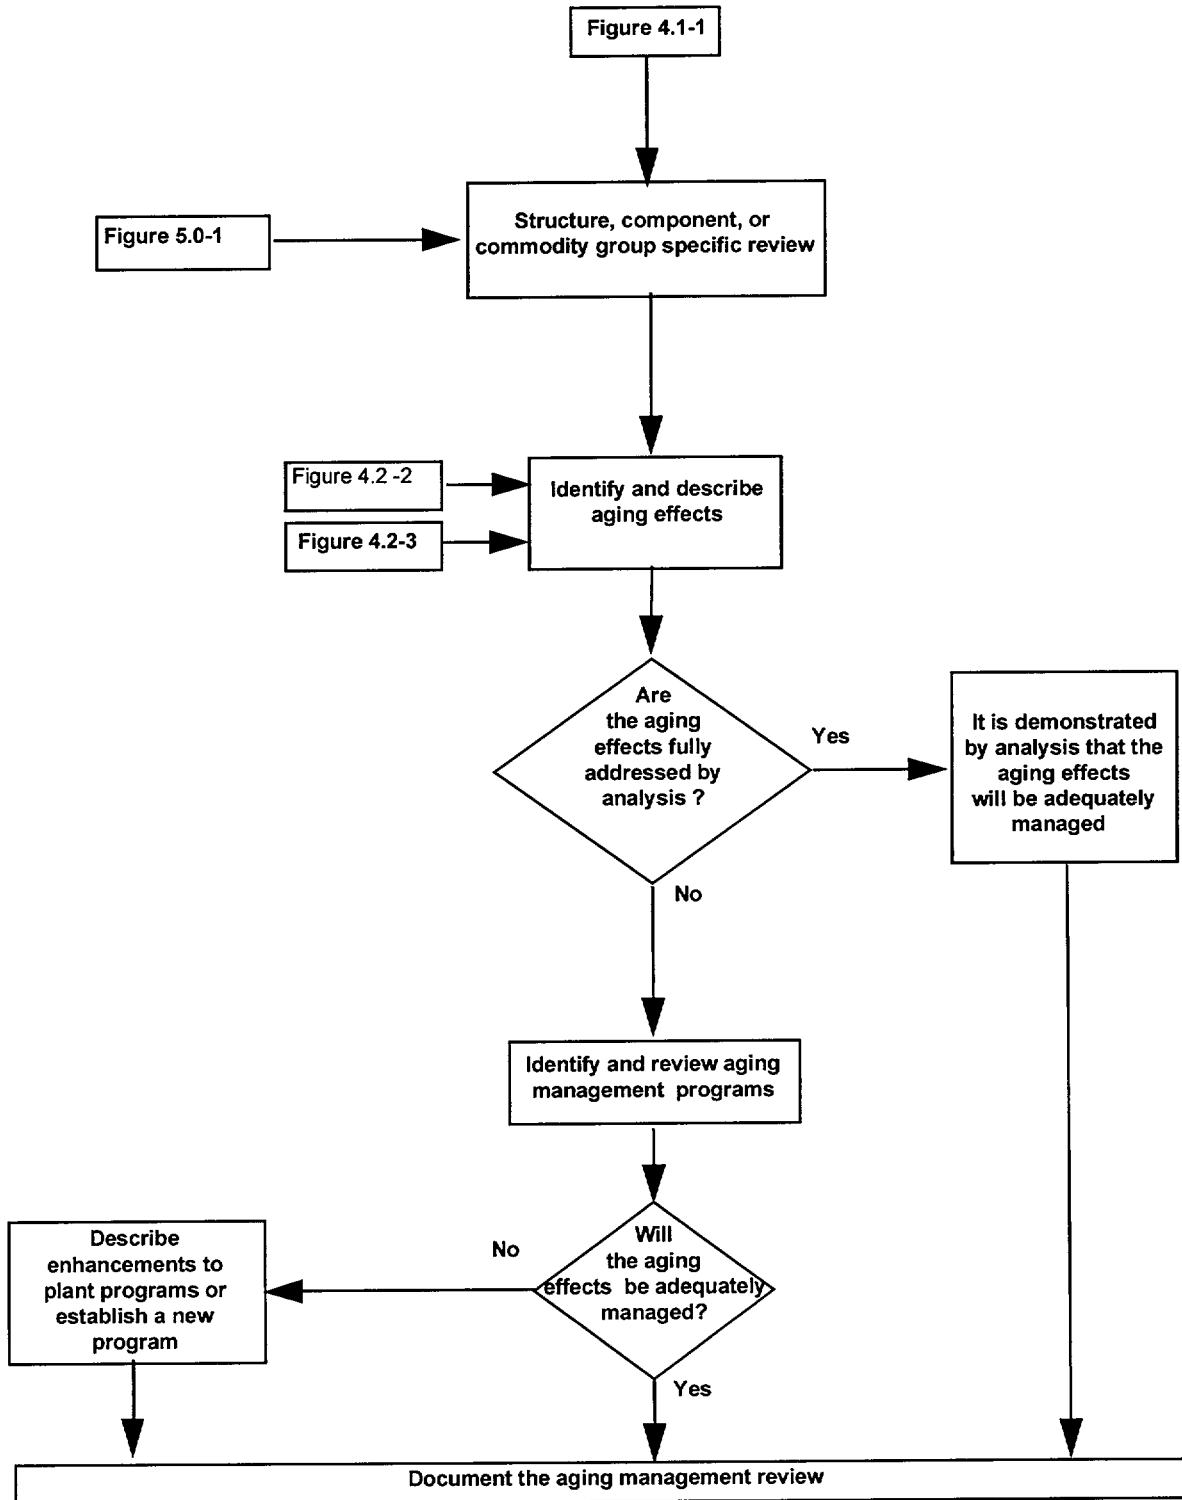 Figure 4.1-1
Figure 5.0-1
Structure, component, or
commodity group specific review
Figure 4.2 -2
Figure 4.2-3
Identify and describe
aging effects
Are
the aging
effects fully
addressed by
analysis ?
Yes
It is demonstrated
by analysis that the
aging effects
will be adequately
managed
No
Identify and review aging
management programs
Describe
enhancements to
plant programs or
establish a new
program
No
Will
the aging
effects be adequately
managed?
Yes
Document the aging management review